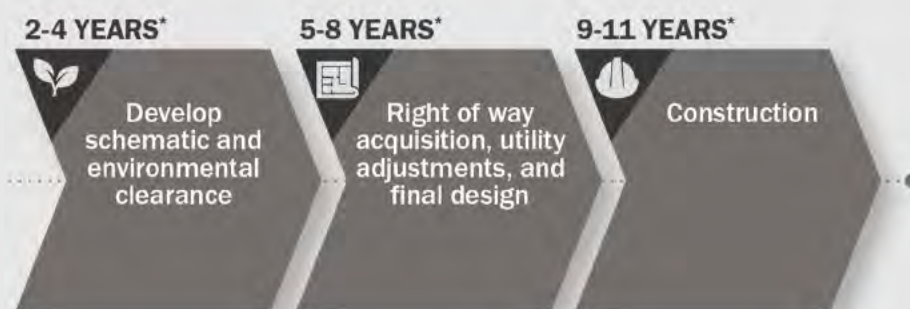 2-4 YEARS*
Develop
schematic and
environmental
clearance
5-8 YEARS*
Right of way
acquisition, utility
adjustments, and
final design
9-11 YEARS*
Construction